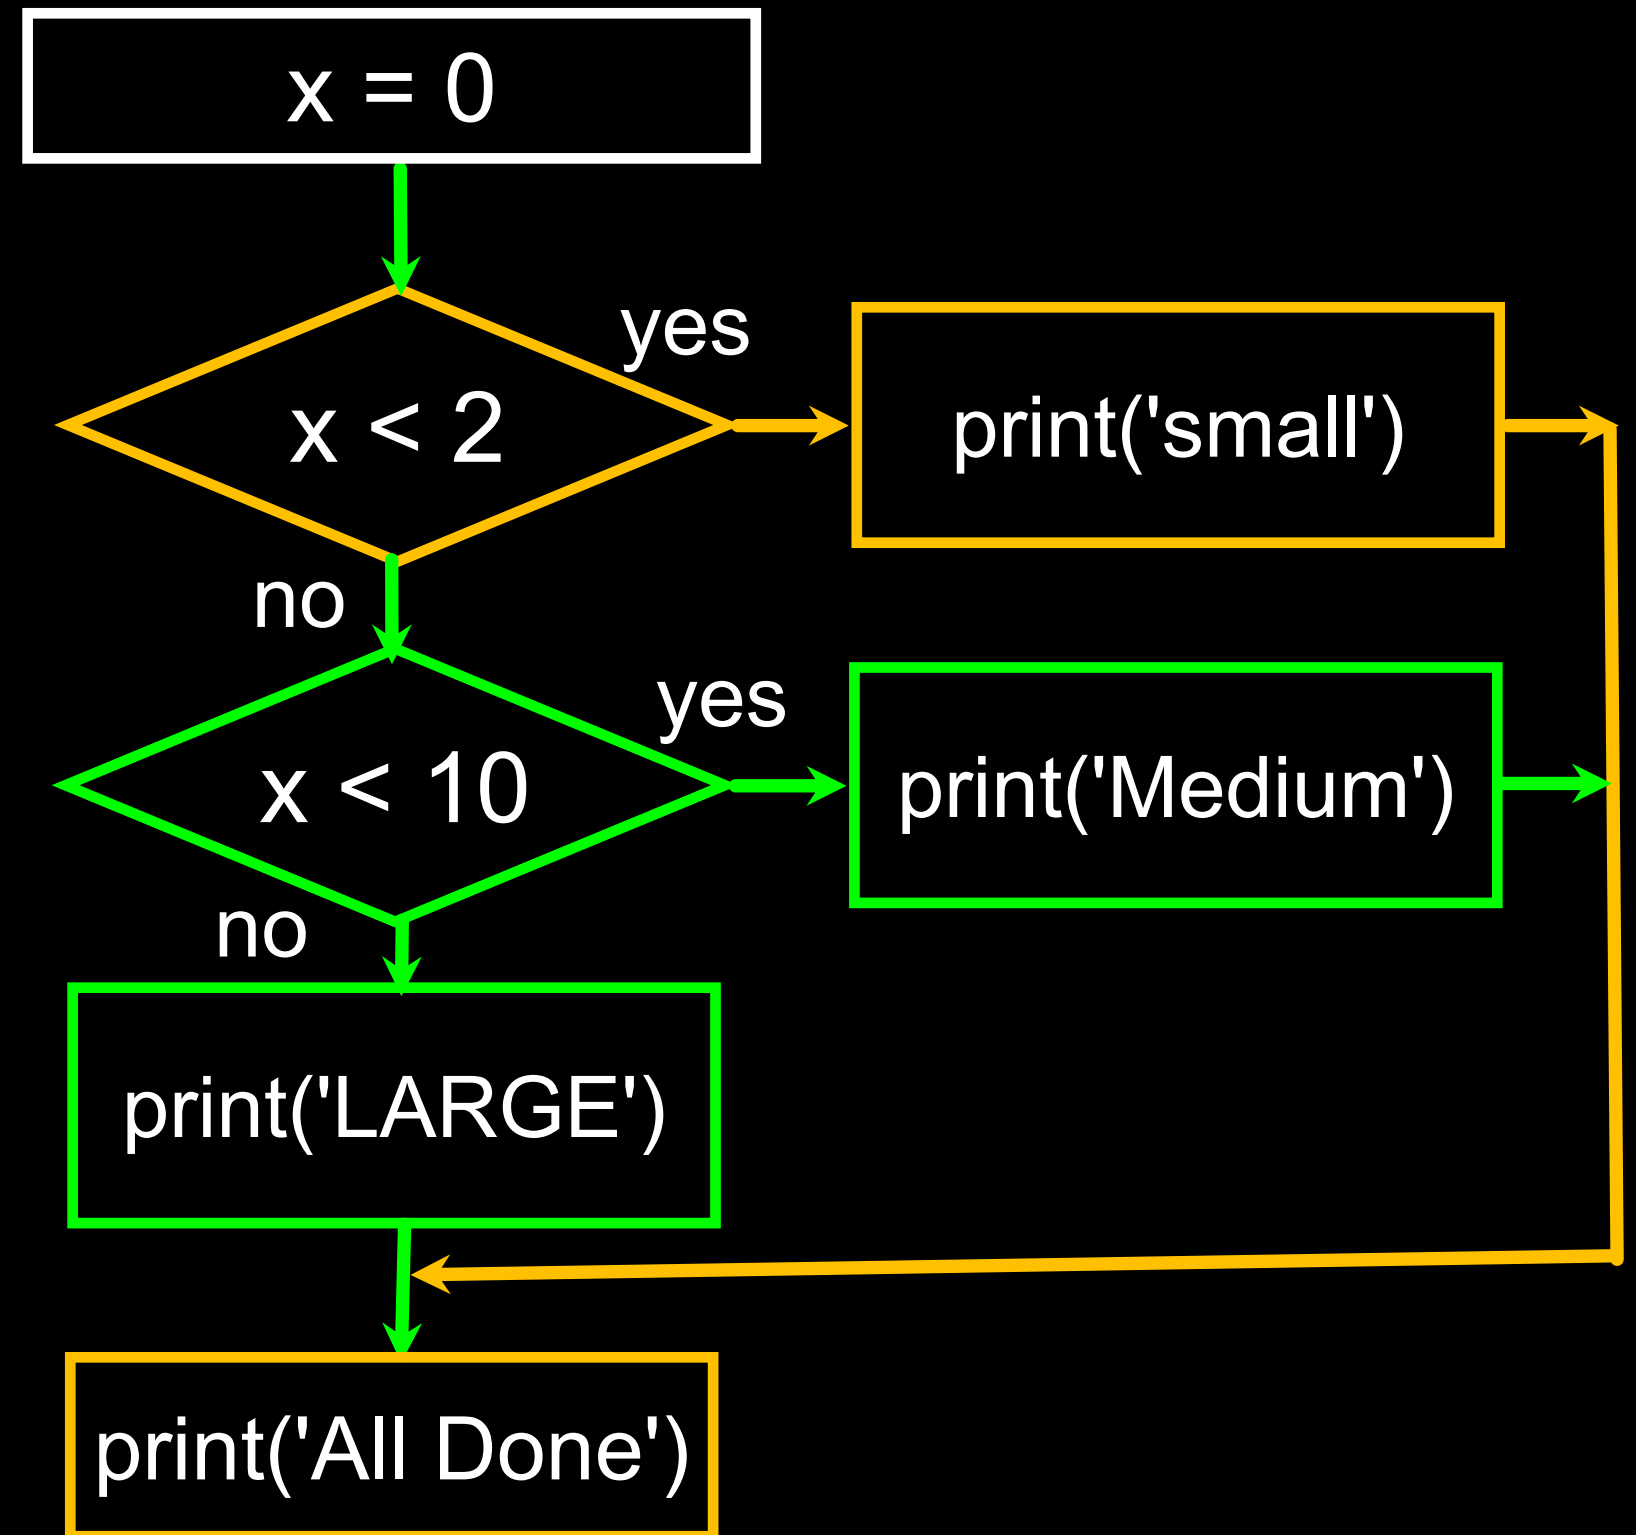 x = 0
yes
x < 2
print('small')
no
yes
x < 10
print('Medium')
no
print('LARGE')
print('All Done')